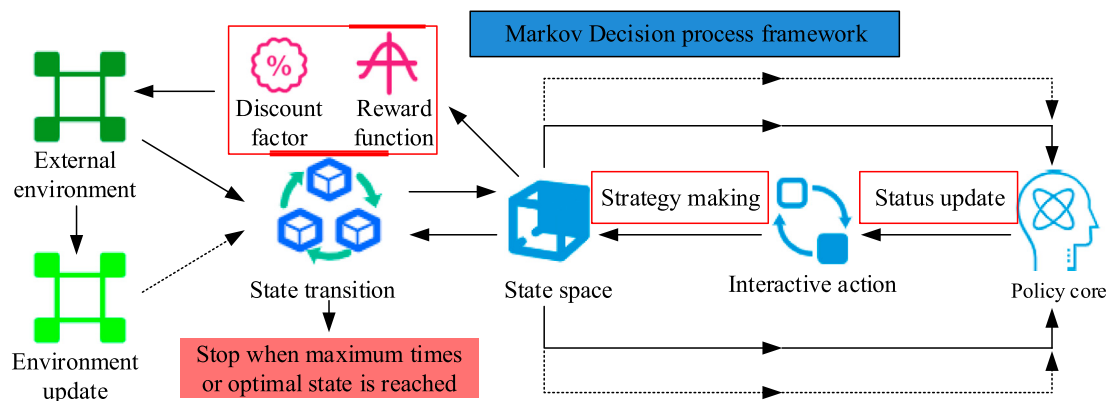 Markov Decision process framework
%
Discount
factor
Reward
function
External
environment
Strategy making
Status update
State transition
State space
Interactive action
Policy core
Environment
update
Stop when maximum times
or optimal state is reached